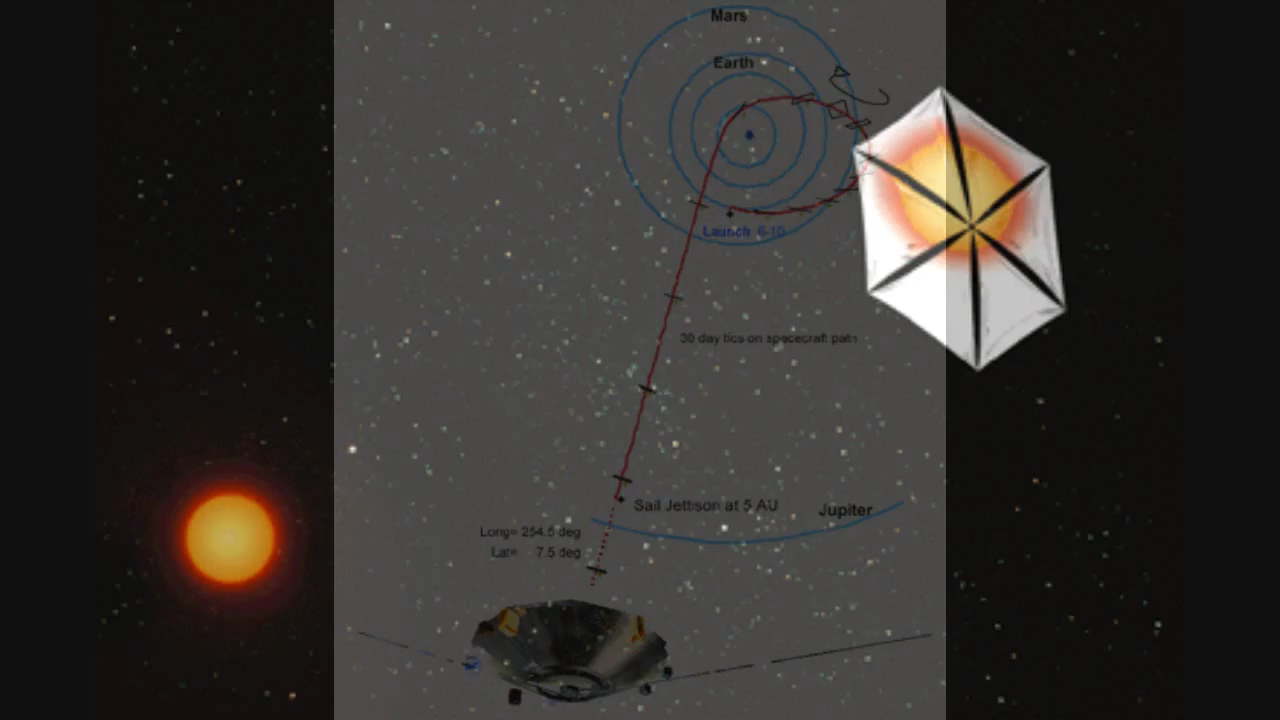 Mars
Earth
Launch 6-10
30 day tics on spacecraft path
Sail Jettison at 5 AU
Jupiter
Long= 254.5 deg
Lat= 7.5 deg